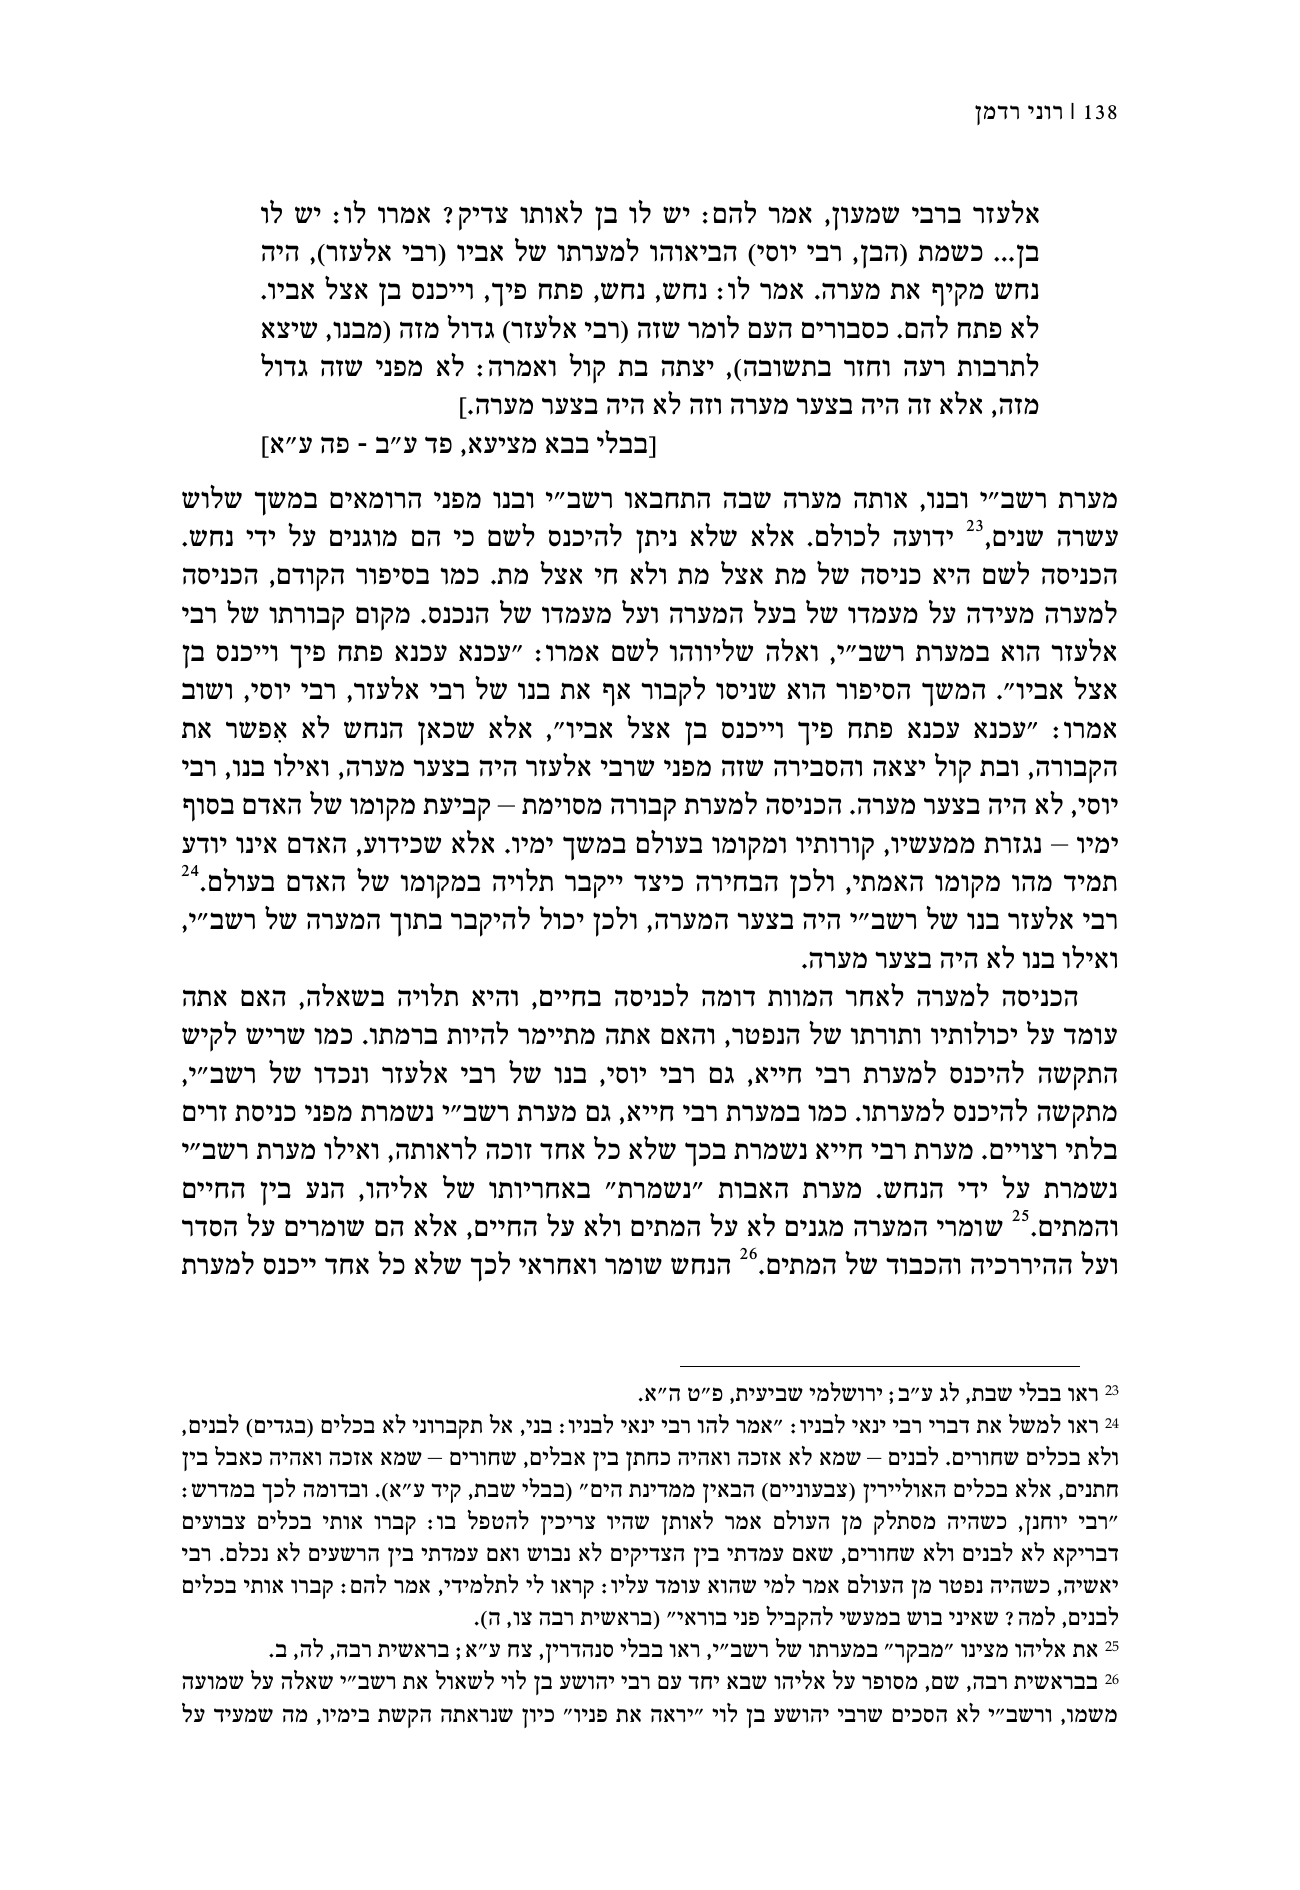 138 | רוני רדמן
אלעזר ברבי שמעון, אמר להם: יש לו בן לאותו צדיק? אמרו לו: יש לו
בן... כשמת (הבן, רבי יוסי) הביאוהו למערתו של אביו (רבי אלעזר), היה
נחש מקיף את מערה. אמר לו: נחש, נחש, פתח פיך, וייכנס בן אצל אביו.
לא פתח להם. כסבורים העם לומר שזה (רבי אלעזר) גדול מזה (מבנו, שיצא
לתרבות רעה וחזר בתשובה), יצתה בת קול ואמרה: לא מפני שזה גדול
מזה, אלא זה היה בצער מערה וזה לא היה בצער מערה.]
[בבלי בבא מציעא, פד ע״ב - פה ע״א]
מערת רשב״י ובנו, אותה מערה שבה התחבאו רשב״י ובנו מפני הרומאים במשך שלוש
עשרה שנים,23 ידועה לכולם. אלא שלא ניתן להיכנס לשם כי הם מוגנים על ידי נחש.
הכניסה לשם היא כניסה של מת אצל מת ולא חי אצל מת. כמו בסיפור הקודם, הכניסה
למערה מעידה על מעמדו של בעל המערה ועל מעמדו של הנכנס. מקום קבורתו של רבי
אלעזר הוא במערת רשב״י, ואלה שליווהו לשם אמרו: ״עכנא עכנא פתח פיך וייכנס בן
אצל אביו״. המשך הסיפור הוא שניסו לקבור אף את בנו של רבי אלעזר, רבי יוסי, ושוב
אמרו: ״עכנא עכנא פתח פיך וייכנס בן אצל אביו״, אלא שכאן הנחש לא אִפשר את
הקבורה, ובת קול יצאה והסבירה שזה מפני שרבי אלעזר היה בצער מערה, ואילו בנו, רבי
יוסי, לא היה בצער מערה. הכניסה למערת קבורה מסוימת – קביעת מקומו של האדם בסוף
ימיו – נגזרת ממעשיו, קורותיו ומקומו בעולם במשך ימיו. אלא שכידוע, האדם אינו יודע
תמיד מהו מקומו האמתי, ולכן הבחירה כיצד ייקבר תלויה במקומו של האדם בעולם.24
רבי אלעזר בנו של רשב״י היה בצער המערה, ולכן יכול להיקבר בתוך המערה של רשב״י,
ואילו בנו לא היה בצער מערה.
הכניסה למערה לאחר המוות דומה לכניסה בחיים, והיא תלויה בשאלה, האם אתה
עומד על יכולותיו ותורתו של הנפטר, והאם אתה מתיימר להיות ברמתו. כמו שריש לקיש
התקשה להיכנס למערת רבי חייא, גם רבי יוסי, בנו של רבי אלעזר ונכדו של רשב״י,
מתקשה להיכנס למערתו. כמו במערת רבי חייא, גם מערת רשב״י נשמרת מפני כניסת זרים
בלתי רצויים. מערת רבי חייא נשמרת בכך שלא כל אחד זוכה לראותה, ואילו מערת רשב״י
נשמרת על ידי הנחש. מערת האבות ״נשמרת״ באחריותו של אליהו, הנע בין החיים
והמתים.25 שומרי המערה מגנים לא על המתים ולא על החיים, אלא הם שומרים על הסדר
ועל ההיררכיה והכבוד של המתים.26 הנחש שומר ואחראי לכך שלא כל אחד ייכנס למערת
23 ראו בבלי שבת, לג ע״ב; ירושלמי שביעית, פ״ט ה״א.
24 ראו למשל את דברי רבי ינאי לבניו: ״אמר להו רבי ינאי לבניו: בני, אל תקברוני לא בכלים (בגדים) לבנים,
ולא בכלים שחורים. לבנים – שמא לא אזכה ואהיה כחתן בין אבלים, שחורים – שמא אזכה ואהיה כאבל בין
חתנים, אלא בכלים האוליירין (צבעוניים) הבאין ממדינת הים״ (בבלי שבת, קיד ע״א). ובדומה לכך במדרש:
״רבי יוחנן, כשהיה מסתלק מן העולם אמר לאותן שהיו צריכין להטפל בו: קברו אותי בכלים צבועים
דבריקא לא לבנים ולא שחורים, שאם עמדתי בין הצדיקים לא נבוש ואם עמדתי בין הרשעים לא נכלם. רבי
יאשיה, כשהיה נפטר מן העולם אמר למי שהוא עומד עליו: קראו לי לתלמידי, אמר להם: קברו אותי בכלים
לבנים, למה? שאיני בוש במעשי להקביל פני בוראי״ (בראשית רבה צו, ה).
25 את אליהו מצינו ״מבקר״ במערתו של רשב״י, ראו בבלי סנהדרין, צח ע״א; בראשית רבה, לה, ב.
26 בבראשית רבה, שם, מסופר על אליהו שבא יחד עם רבי יהושע בן לוי לשאול את רשב״י שאלה על שמועה
משמו, ורשב״י לא הסכים שרבי יהושע בן לוי ״יראה את פניו״ כיון שנראתה הקשת בימיו, מה שמעיד על